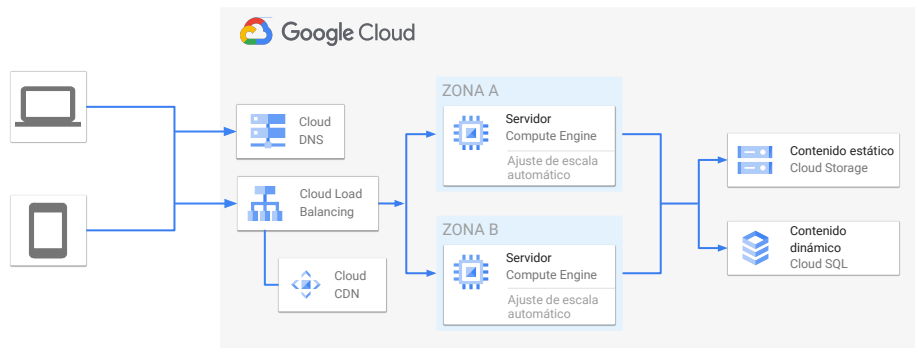 Google Cloud
ZONA A
Servidor
Compute Engine
Ajuste de escala
automático
Cloud
DNS
Cloud Load
Balancing
Cloud
CDN
ZONA B
Servidor
Compute Engine
Ajuste de escala
automático
Contenido estático
Cloud Storage
Contenido
dinámico
Cloud SQL